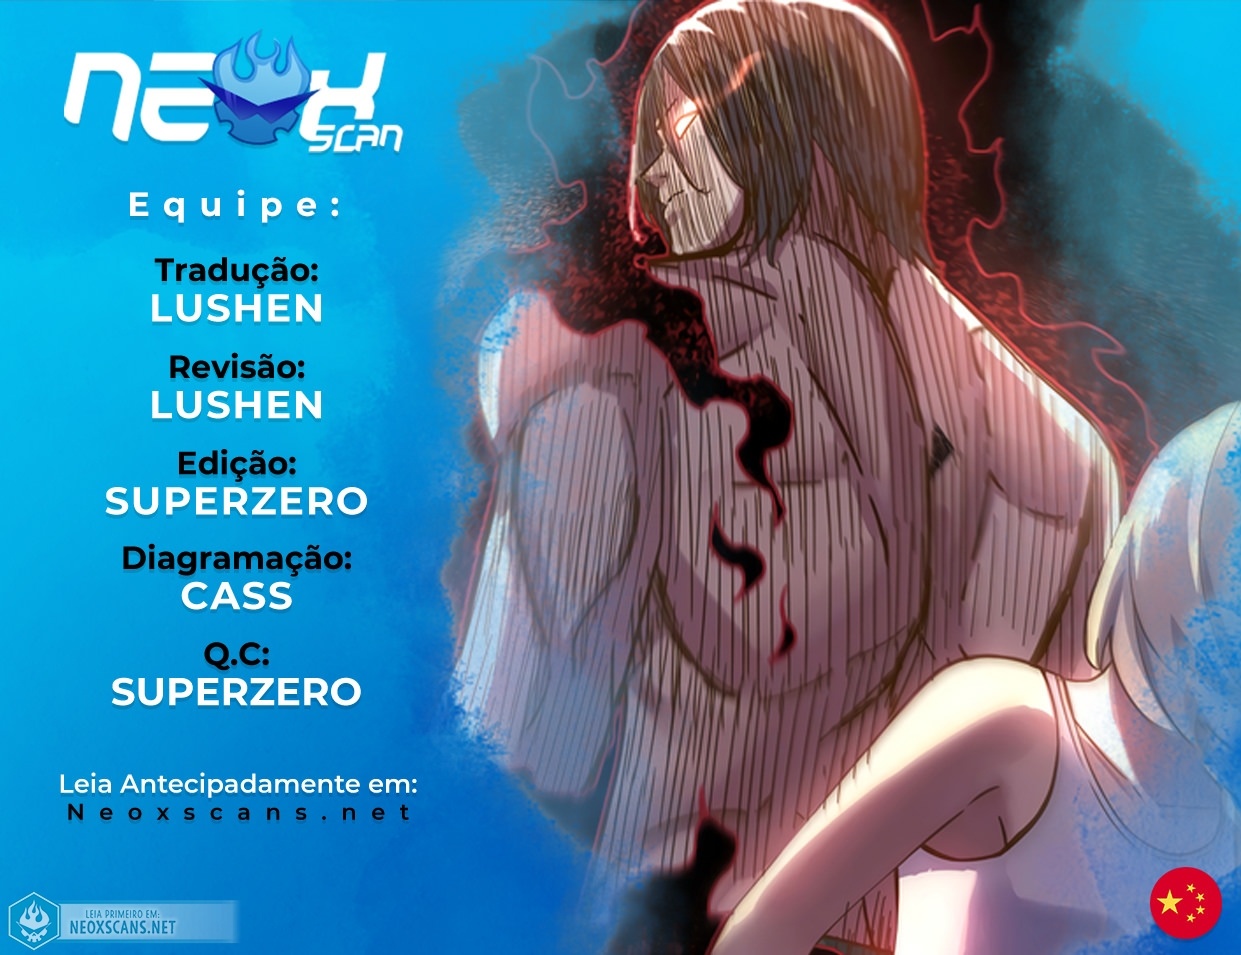 NEOX
SCAN
Equipe:
Tradução:
LUSHEN
Revisão:
LUSHEN
Edição:
SUPERZERO
Diagramação:
CASS
Q.C:
SUPERZERO
Leia Antecipadamente em:
Neoxscans.net
LEIA PRIMEIRO EM:
NEOXSCANS.NET